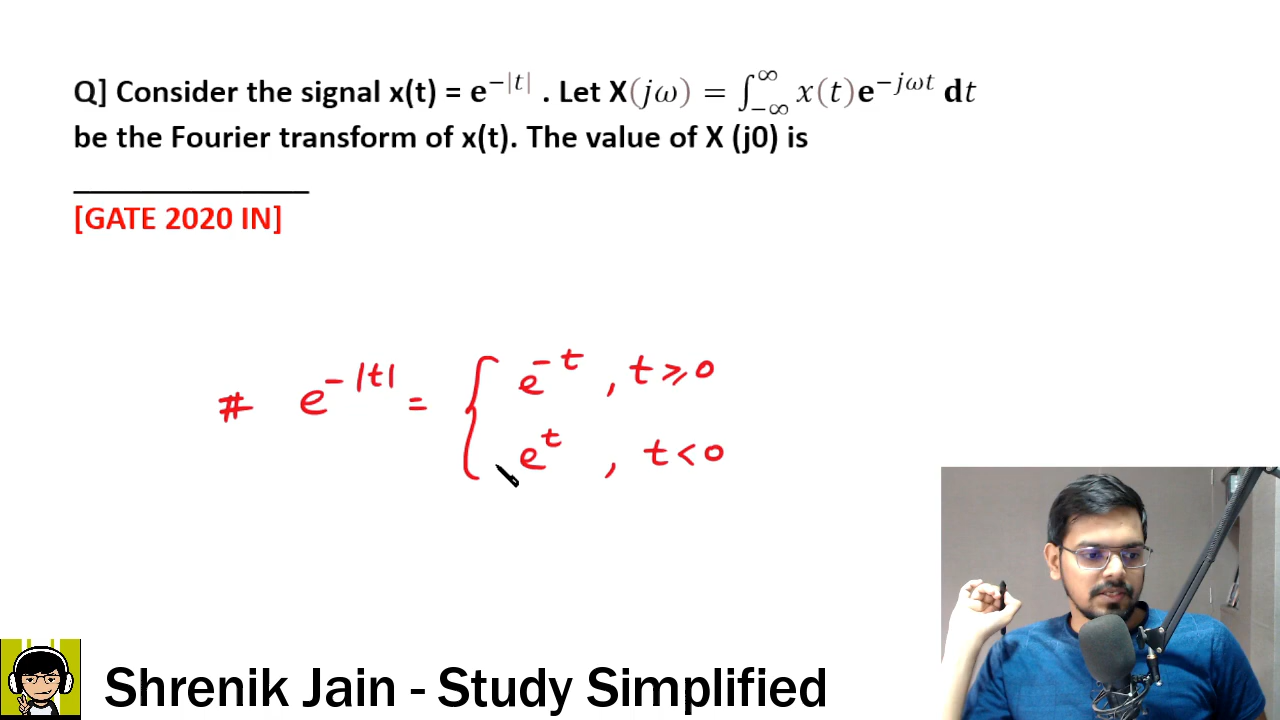 Q] Consider the signal x(t) = e^{−|t|} . Let X(jω) = ∫_{−∞}^{∞} x(t)e^{−jωt} dt
be the Fourier transform of x(t). The value of X (j0) is
_______________
[GATE 2020 IN]
# e^{-|t|} = { e^{-t} , t ⩾ 0
e^{t} , t < 0
Shrenik Jain - Study Simplified